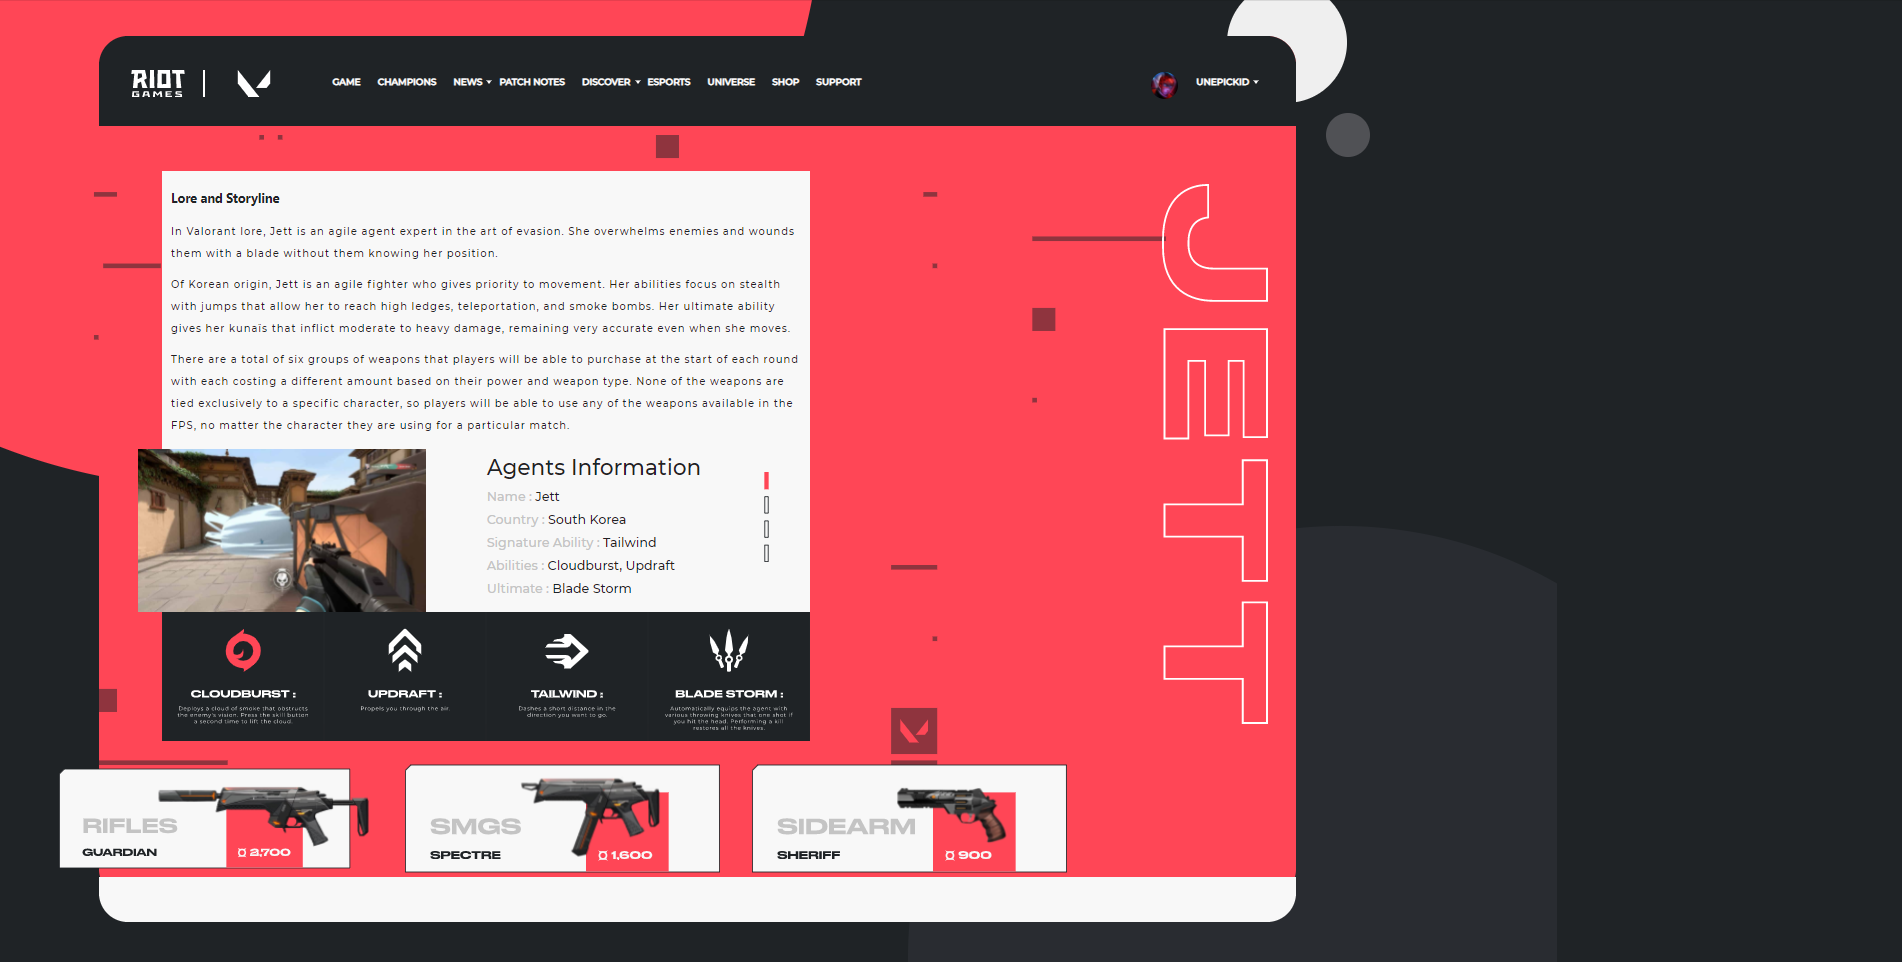 RIOT
GAMES
GAME CHAMPIONS NEWS PATCH NOTES DISCOVER ESPORTS UNIVERSE SHOP SUPPORT
UNEPICKID
Lore and Storyline
In Valorant lore, Jett is an agile agent expert in the art of evasion. She overwhelms enemies and wounds
them with a blade without them knowing her position.
Of Korean origin, Jett is an agile fighter who gives priority to movement. Her abilities focus on stealth
with jumps that allow her to reach high ledges, teleportation, and smoke bombs. Her ultimate ability
gives her kunais that inflict moderate to heavy damage, remaining very accurate even when she moves.
There are a total of six groups of weapons that players will be able to purchase at the start of each round
with each costing a different amount based on their power and weapon type. None of the weapons are
tied exclusively to a specific character, so players will be able to use any of the weapons available in the
FPS, no matter the character they are using for a particular match.
Agents Information
Name : Jett
Country : South Korea
Signature Ability : Tailwind
Abilities : Cloudburst, Updraft
Ultimate : Blade Storm
CLOUDBURST :
Deploys a cloud of smoke that obstructs
the enemy's vision. Press the skill button
a second time to lift the cloud.
UPDRAFT :
Propels you through the air.
TAILWIND :
Dashes a short distance in the
direction you want to go.
BLADE STORM :
Automatically equips the agent with
various throwing knives that one shot if
you hit the head. Performing a kill
restores all the knives.
JETT
RIFLES
GUARDIAN
¤ 2,700
SMGS
SPECTRE
¤ 1,600
SIDEARM
SHERIFF
¤ 900